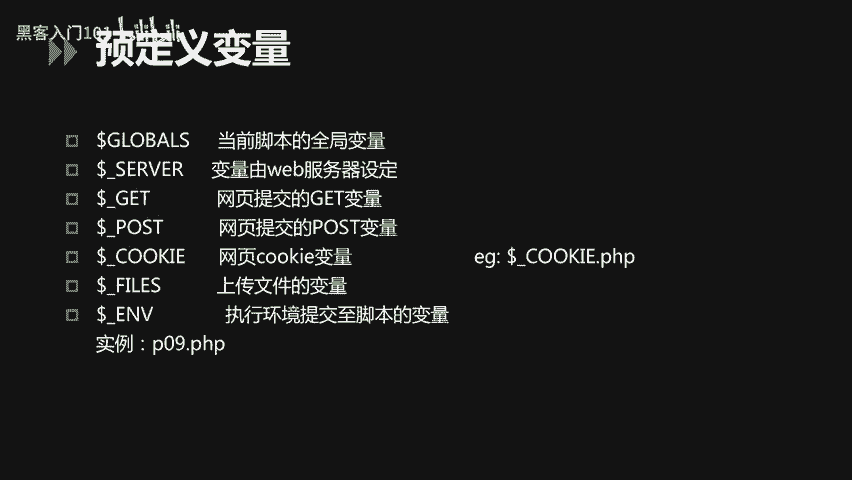 黑客入门101
预定义变量
$GLOBALS 当前脚本的全局变量
$_SERVER 变量由web服务器设定
$_GET 网页提交的GET变量
$_POST 网页提交的POST变量
$_COOKIE 网页cookie变量 eg: $_COOKIE.php
$_FILES 上传文件的变量
$_ENV 执行环境提交至脚本的变量
实例：p09.php